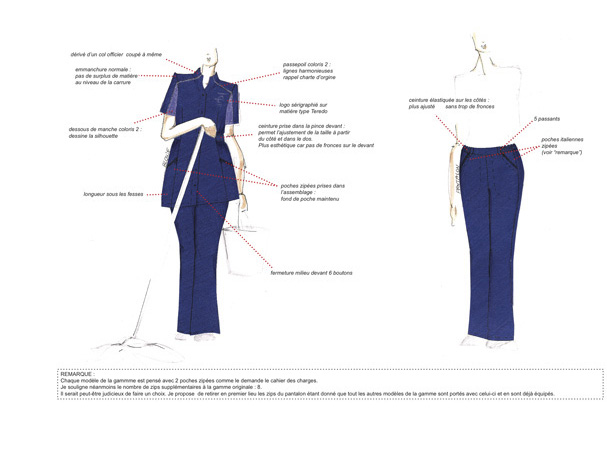 dérivé d'un col officier coupé à même
emmanchure normale :
pas de surplus de matière
au niveau de la carrure
dessous de manche coloris 2 :
dessine la silhouette
longueur sous les fesses
passepoil coloris 2 :
lignes harmonieuses
rappel charte d'orgine
logo sérigraphié sur
matière type Teredo
ceinture prise dans la pince devant :
permet l'ajustement de la taille à partir
du côté et dans le dos.
Plus esthétique car pas de fronces sur le devant
poches zipées prises dans
l'assemblage :
fond de poche maintenu
fermeture milieu devant 6 boutons
ceinture élastiquée sur les côtés :
plus ajusté sans trop de fronces
5 passants
poches italiennes
zipées
(voir "remarque")
REMARQUE :
Chaque modèle de la gammme est pensé avec 2 poches zipées comme le demande le cahier des charges.
Je souligne néanmoins le nombre de zips supplémentaires à la gamme originale : 8.
Il serait peut-être judicieux de faire un choix. Je propose de retirer en premier lieu les zips du pantalon étant donné que tout les autres modèles de la gamme sont portés avec celui-ci et en sont déjà équipés.